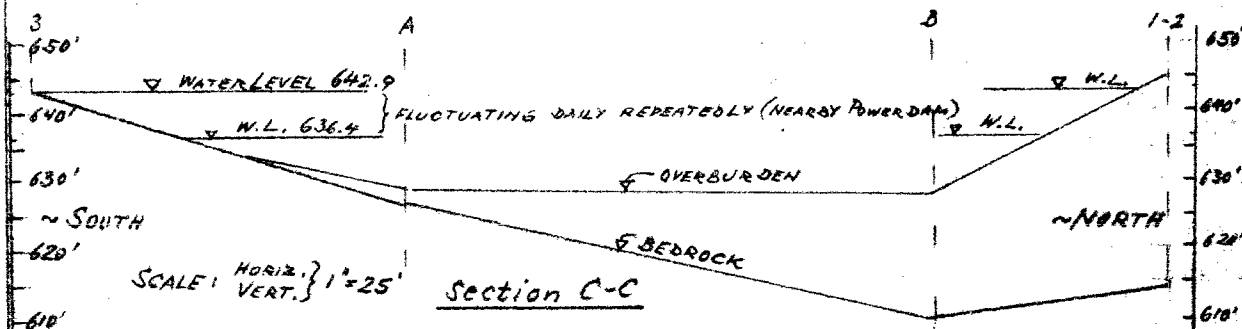 3 A B 1-2
650' 650'
WATER LEVEL 642.9 W.L.
640' FLUCTUATING DAILY REPEATEDLY (NEARBY POWER DAM) 640'
W.L. 636.4 W.L.
630' OVERBURDEN 630'
~ SOUTH ~NORTH
620' BEDROCK 620'
SCALE: HORIZ. VERT. } 1"=25' Section C-C
610' 610'